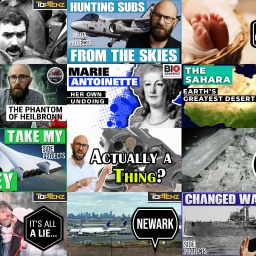 TOPTENZ
HUNTING SUBS
MEGA
PROJECTS
FROM THE SKIES
THE PHANTOM
OF HEILBRONN
MARIE
ANTOINETTE
HER OWN
UNDOING
BIO
THE
SAHARA
EARTH'S
GREATEST DESERT
TAKE MY
SIDE
PROJECTS
EY
ACTUALLY A
THING?
TOPTENZ
IT'S ALL
A LIE...
TOPTENZ
NEWARK
CHANGED WA
SIDE
PROJECTS